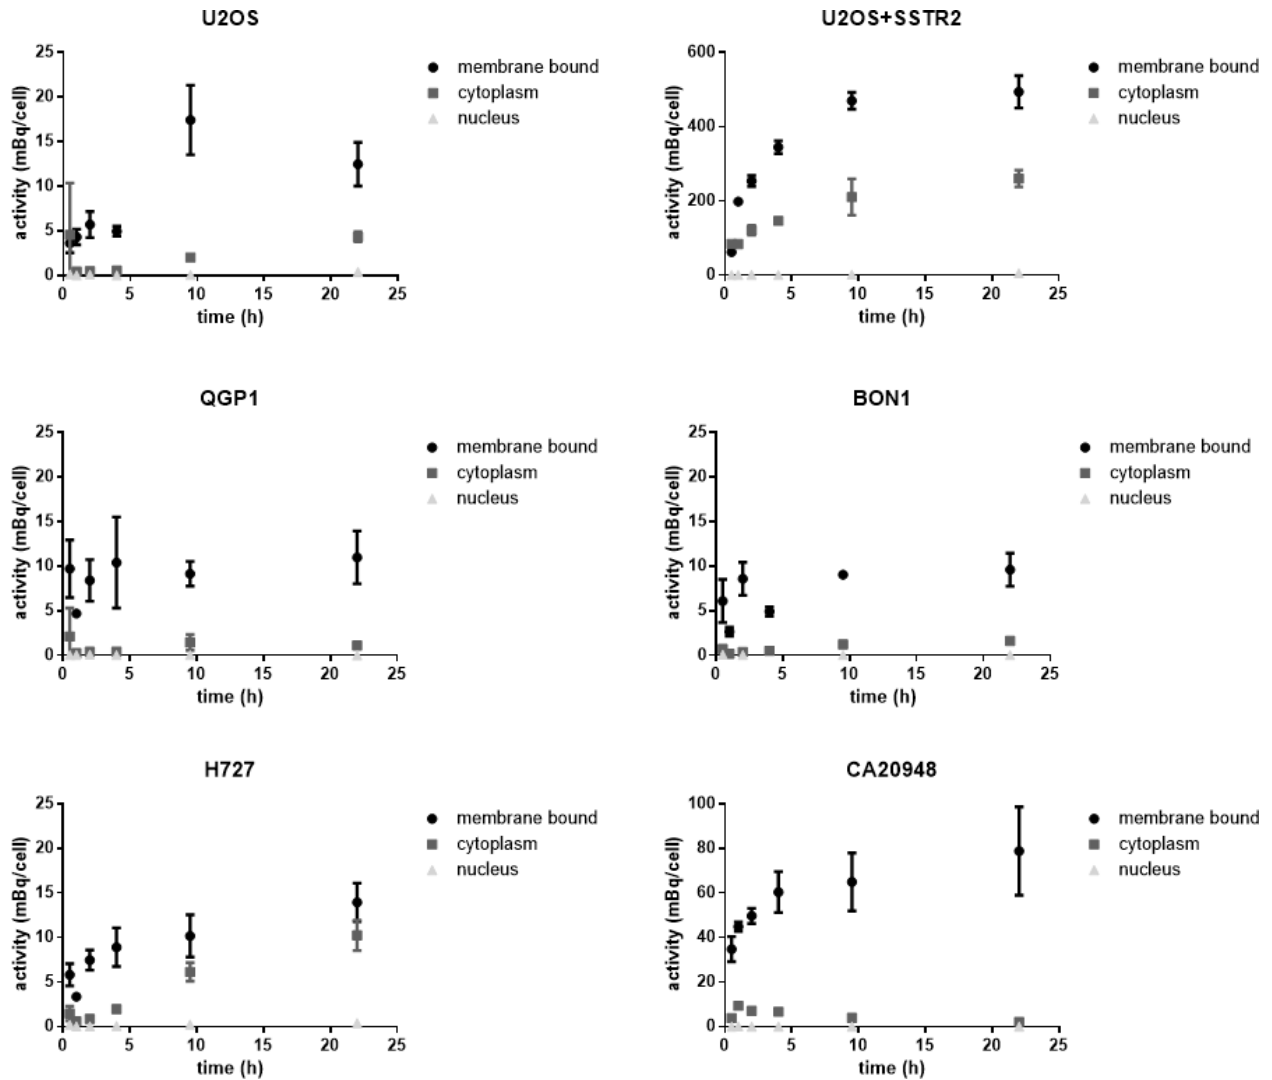 U2OS
activity (mBq/cell)
25
20
15
10
5
0
0 5 10 15 20 25
time (h)
membrane bound
cytoplasm
nucleus
U2OS+SSTR2
activity (mBq/cell)
600
400
200
0
0 5 10 15 20 25
time (h)
membrane bound
cytoplasm
nucleus
QGP1
activity (mBq/cell)
25
20
15
10
5
0
0 5 10 15 20 25
time (h)
membrane bound
cytoplasm
nucleus
BON1
activity (mBq/cell)
25
20
15
10
5
0
0 5 10 15 20 25
time (h)
membrane bound
cytoplasm
nucleus
H727
activity (mBq/cell)
25
20
15
10
5
0
0 5 10 15 20 25
time (h)
membrane bound
cytoplasm
nucleus
CA20948
activity (mBq/cell)
100
80
60
40
20
0
0 5 10 15 20 25
time (h)
membrane bound
cytoplasm
nucleus